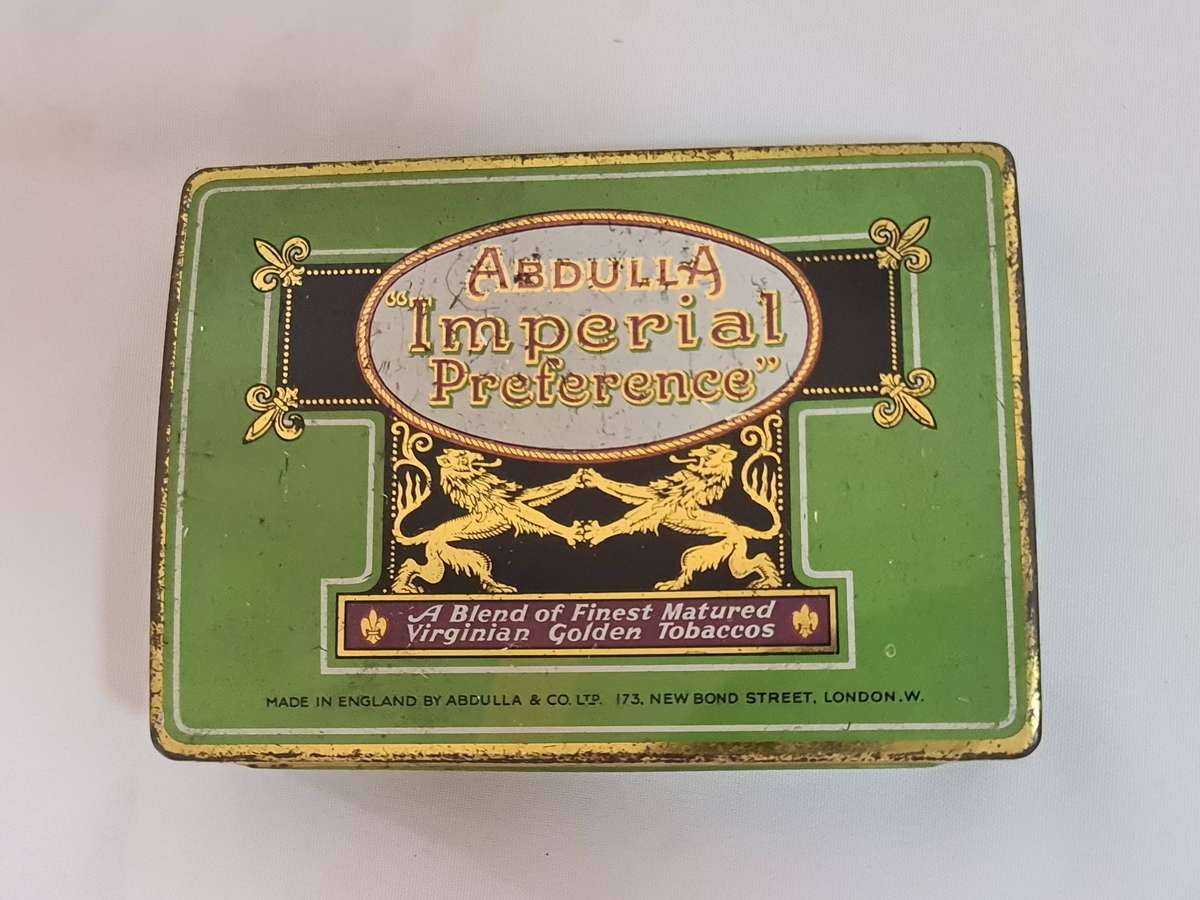 ABDULLA
"Imperial
Preference"
A Blend of Finest Matured
Virginian Golden Tobaccos
MADE IN ENGLAND BY ABDULLA & CO. LTD. 173, NEW BOND STREET, LONDON. W.